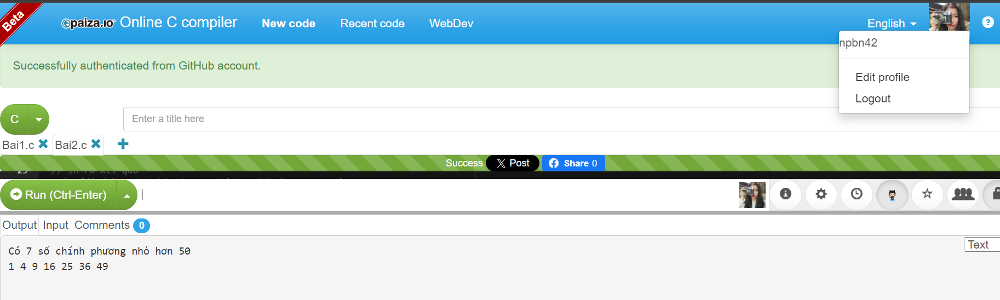 Beta
paiza.io Online C compiler New code Recent code WebDev English ?
npbn42
Successfully authenticated from GitHub account.
Edit profile
Logout
C
Enter a title here
Bai1.c Bai2.c
Success Post Share 0
Run (Ctrl-Enter)
Output Input Comments 0
Text
Có 7 số chính phương nhỏ hơn 50
1 4 9 16 25 36 49